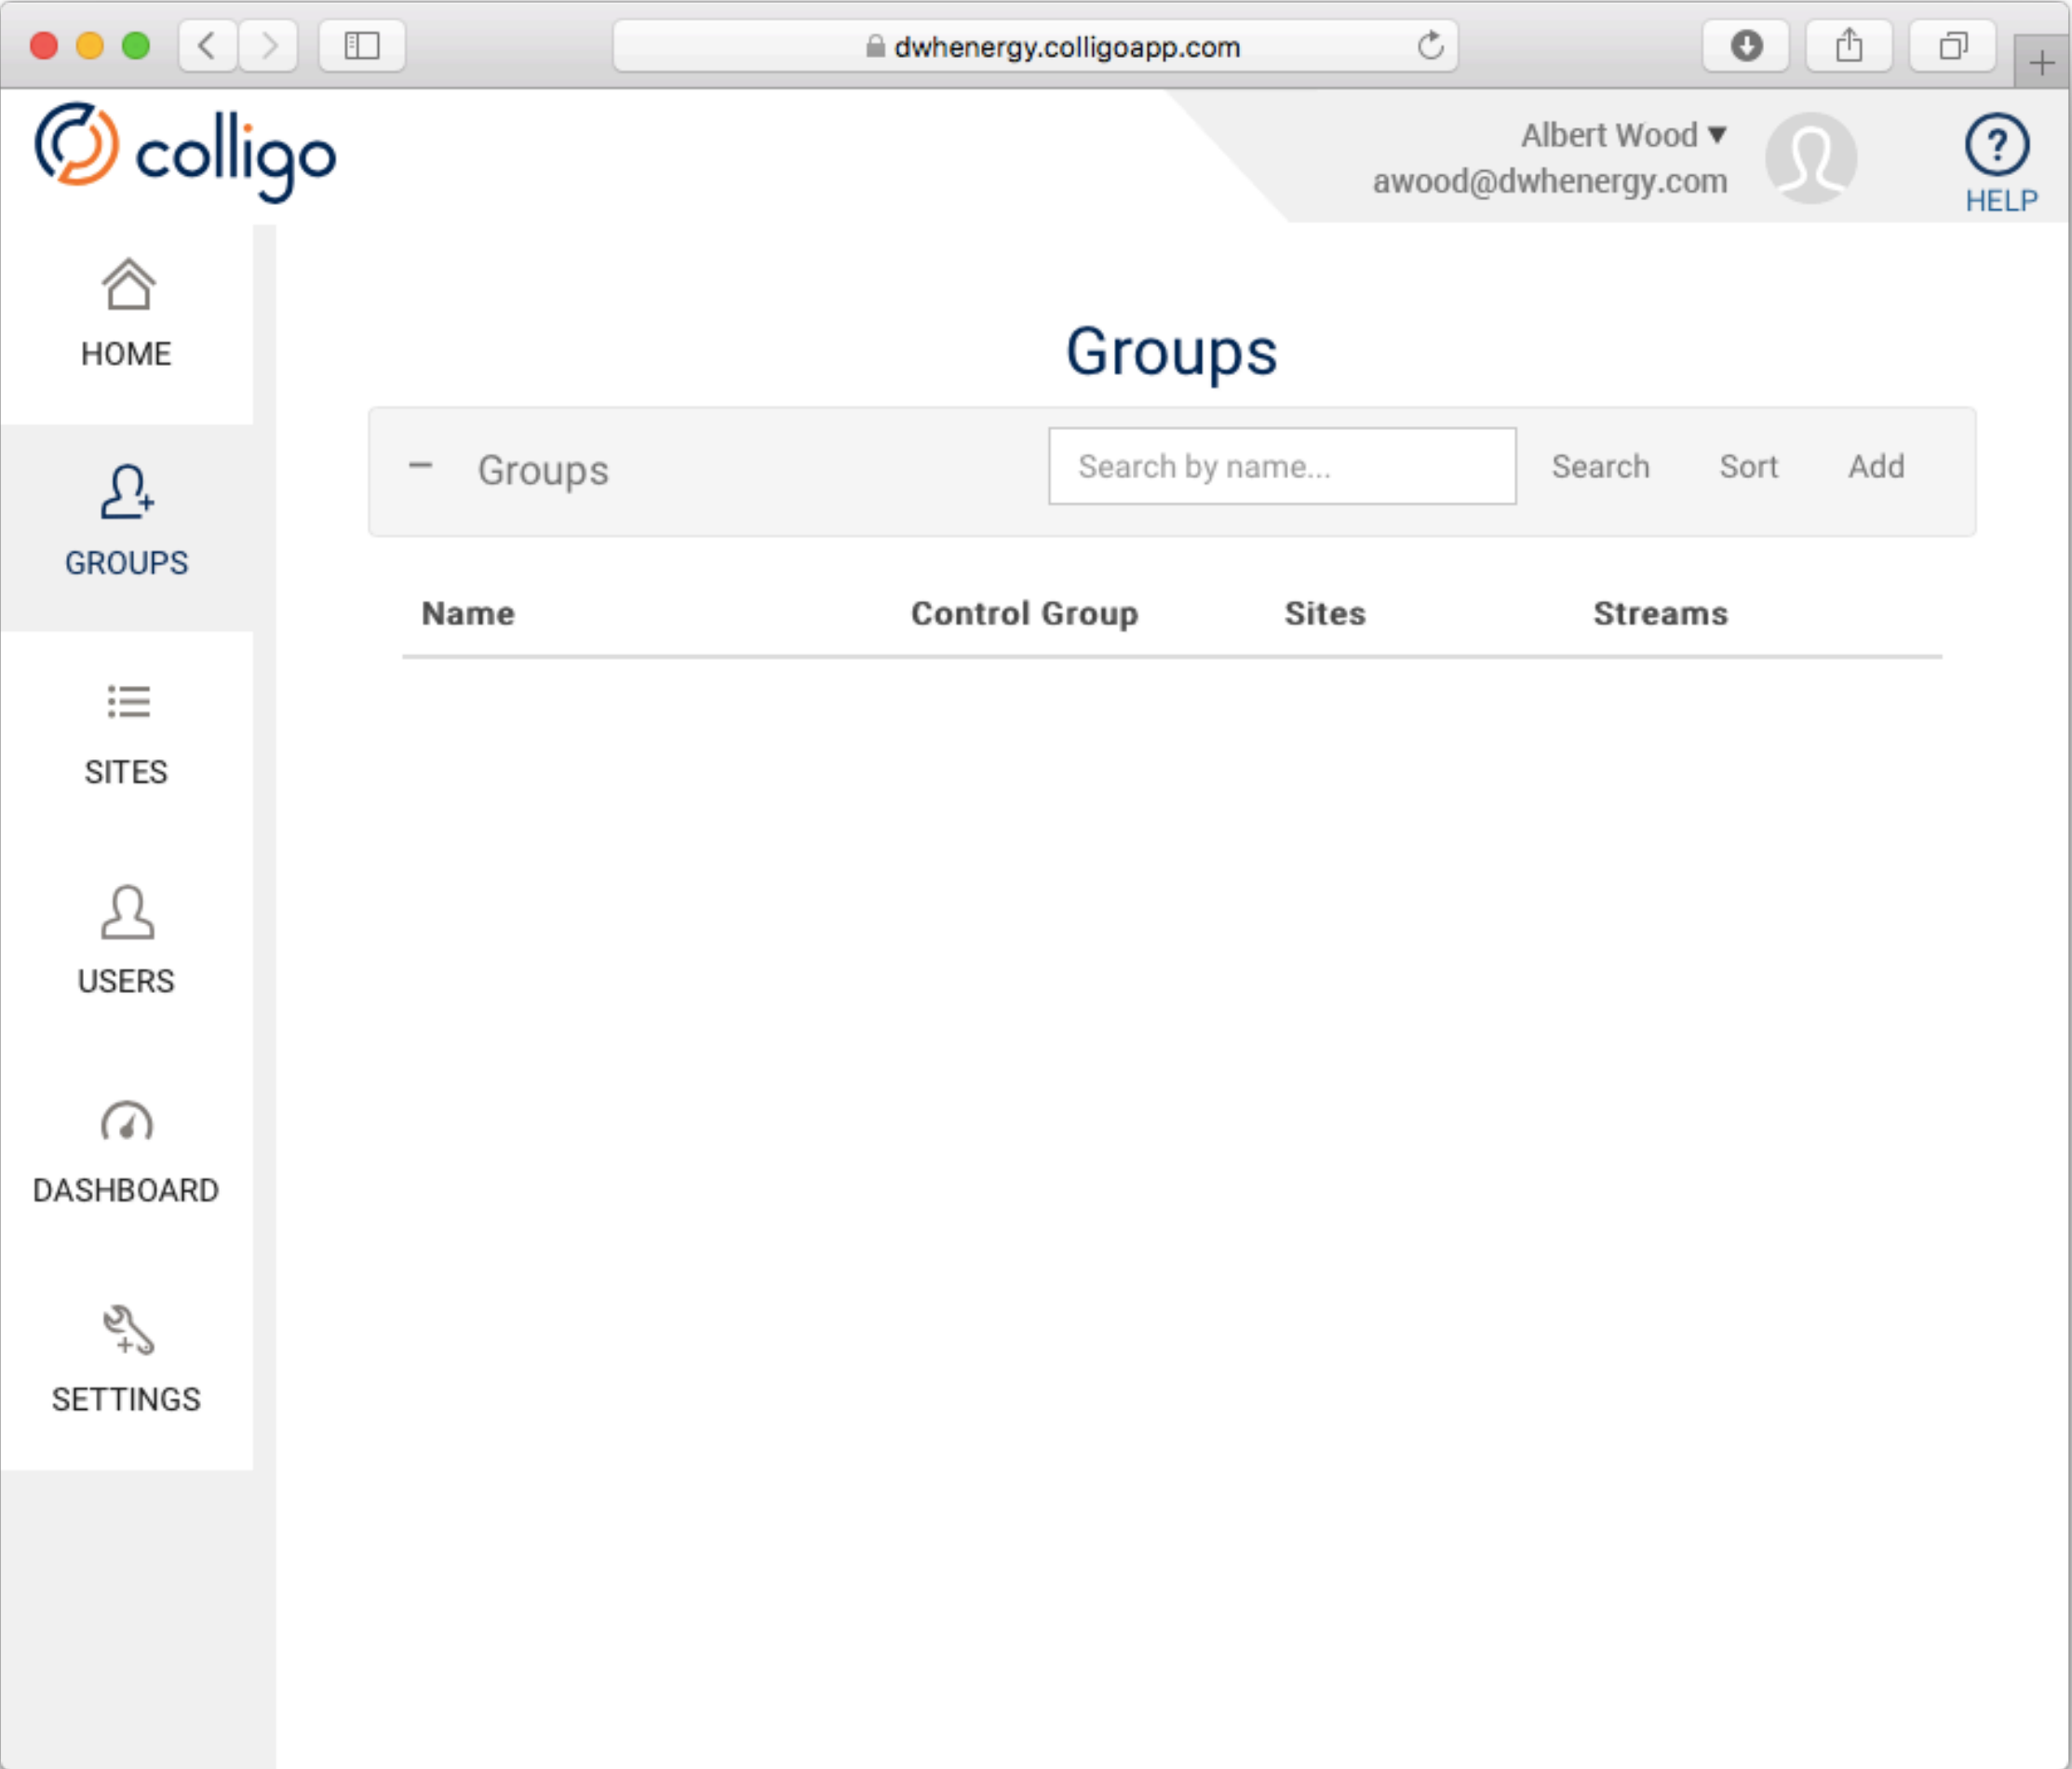 dwhenergy.colligoapp.com
colligo
Albert Wood ▼
awood@dwhenergy.com
?
HELP
HOME
GROUPS
SITES
USERS
DASHBOARD
SETTINGS
Groups
– Groups
Search by name...
Search
Sort
Add
Name
Control Group
Sites
Streams